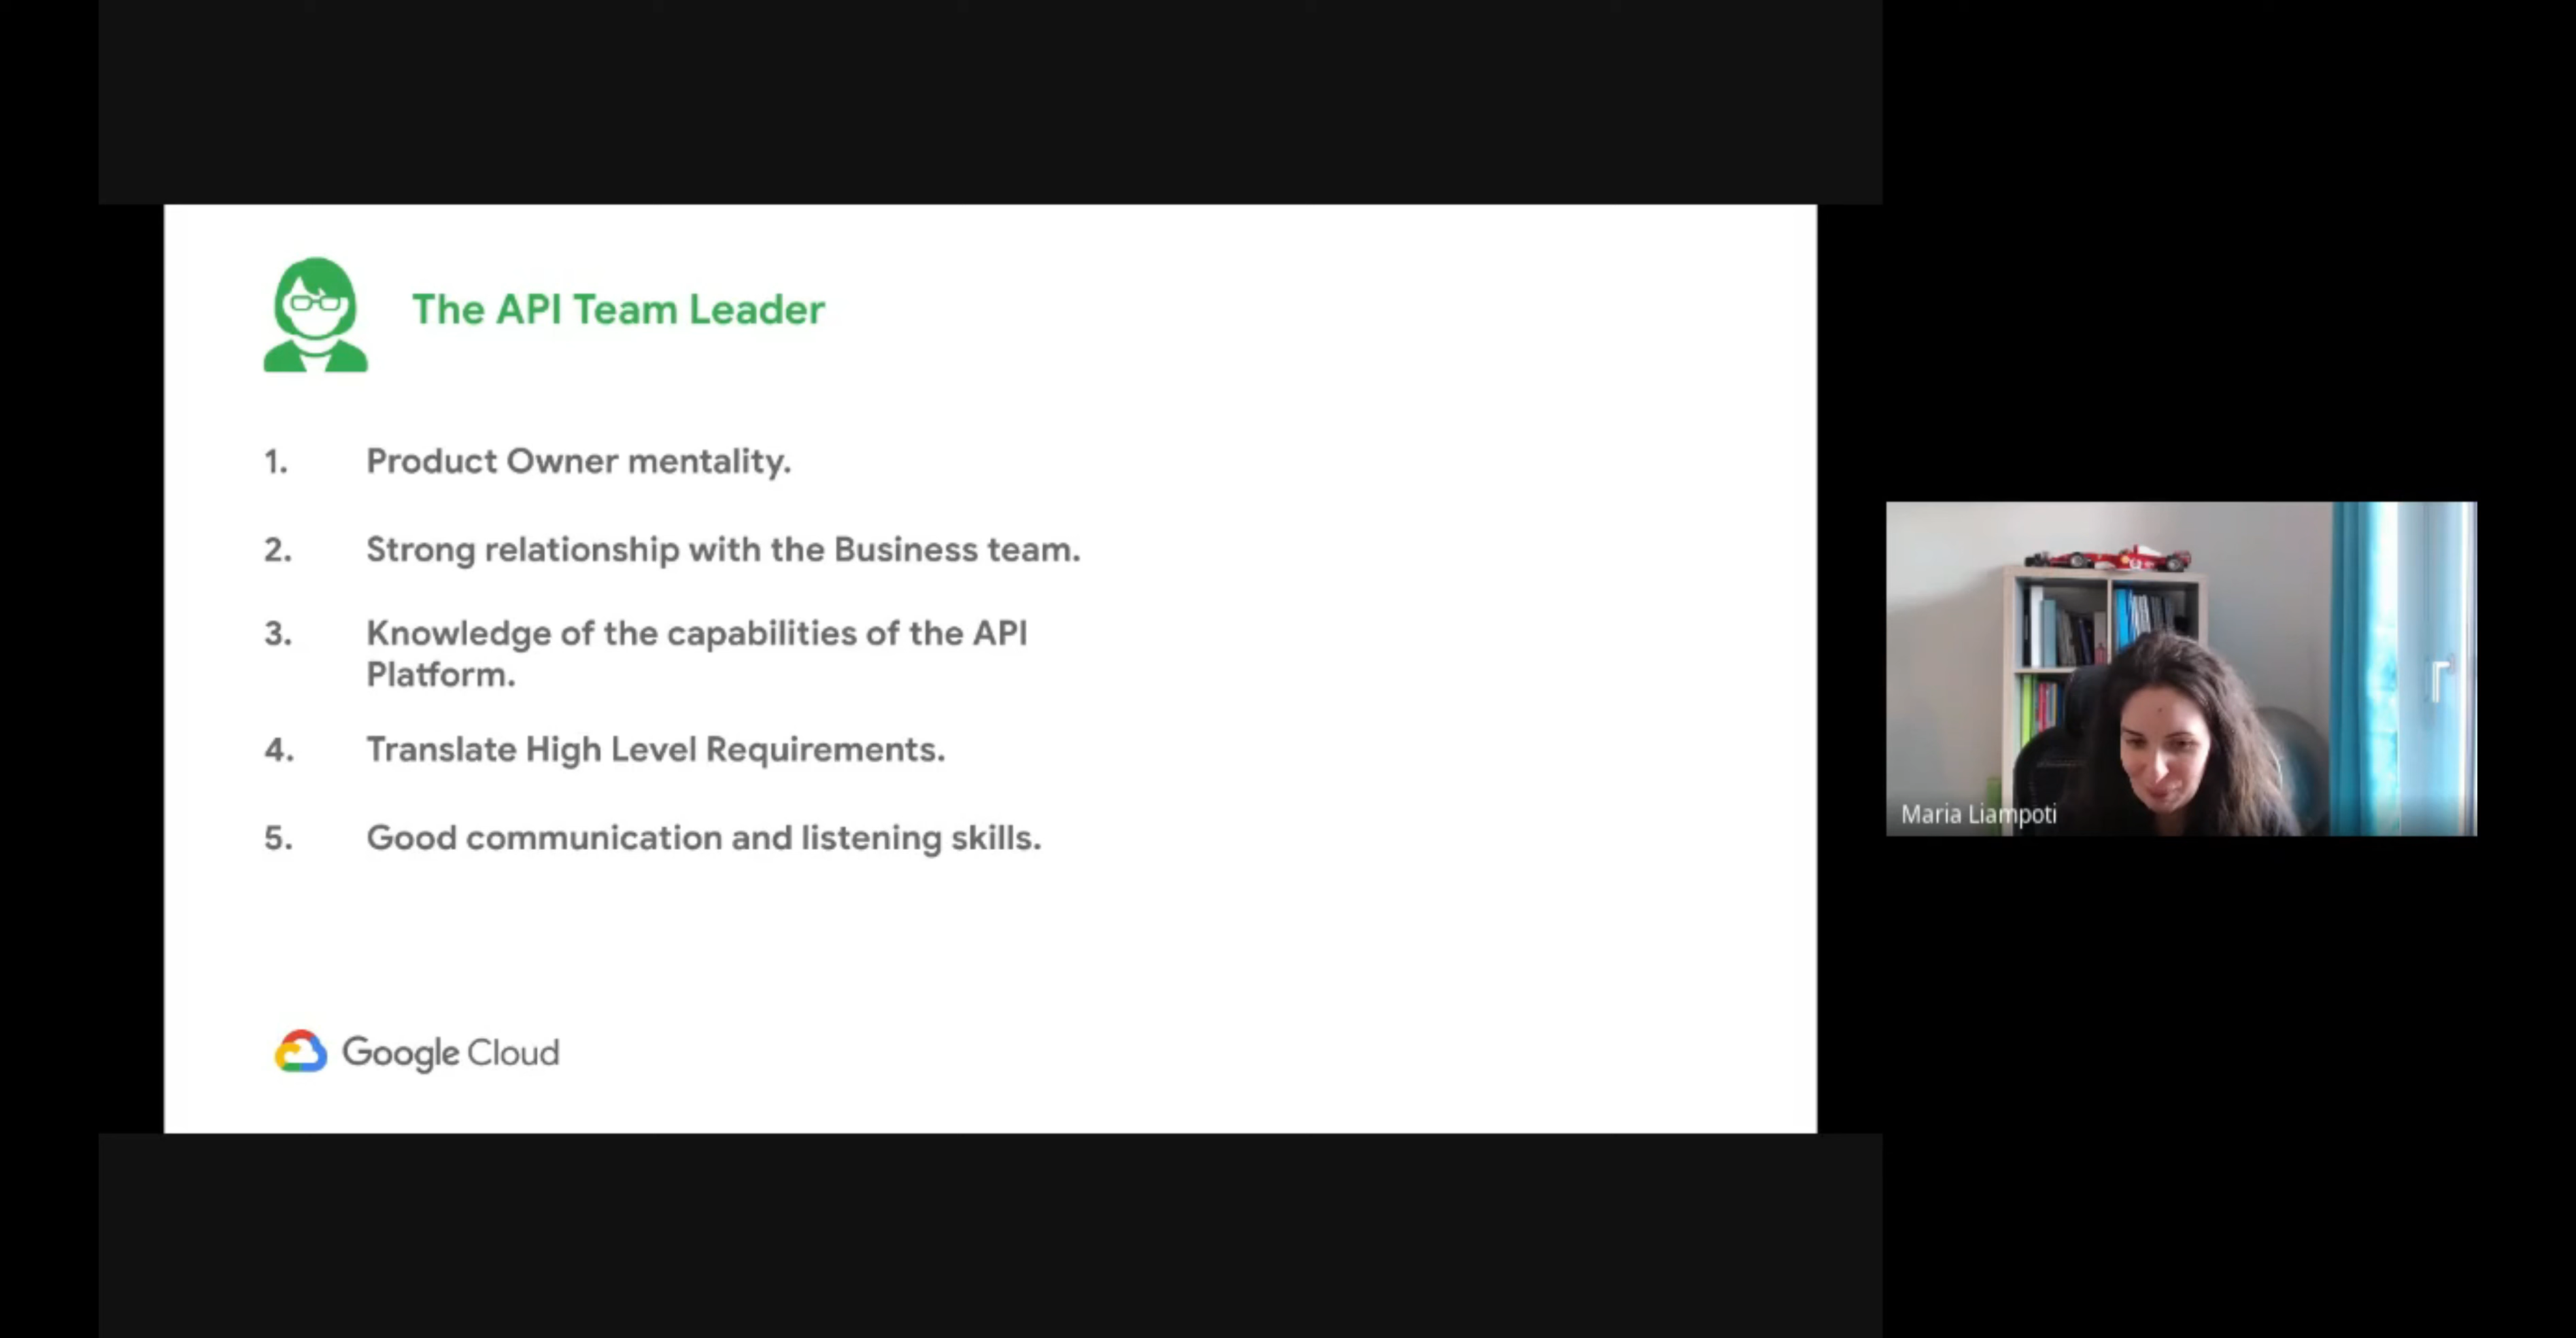 The API Team Leader
1. Product Owner mentality.
2. Strong relationship with the Business team.
3. Knowledge of the capabilities of the API
Platform.
4. Translate High Level Requirements.
5. Good communication and listening skills.
Google Cloud
Maria Liampoti